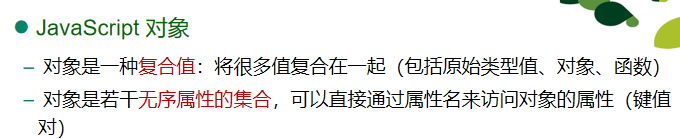 JavaScript 对象
– 对象是一种复合值：将很多值复合在一起（包括原始类型值、对象、函数）
– 对象是若干无序属性的集合，可以直接通过属性名来访问对象的属性（键值
对）